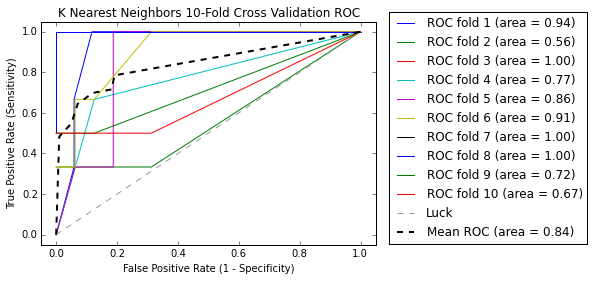 K Nearest Neighbors 10-Fold Cross Validation ROC
True Positive Rate (Sensitivity)
1.0
0.8
0.6
0.4
0.2
0.0
0.0 0.2 0.4 0.6 0.8 1.0
False Positive Rate (1 - Specificity)
ROC fold 1 (area = 0.94)
ROC fold 2 (area = 0.56)
ROC fold 3 (area = 1.00)
ROC fold 4 (area = 0.77)
ROC fold 5 (area = 0.86)
ROC fold 6 (area = 0.91)
ROC fold 7 (area = 1.00)
ROC fold 8 (area = 1.00)
ROC fold 9 (area = 0.72)
ROC fold 10 (area = 0.67)
Luck
Mean ROC (area = 0.84)